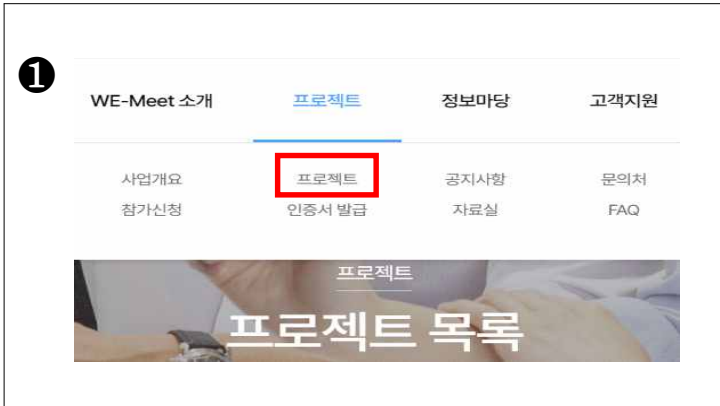 ❶
WE-Meet 소개 프로젝트 정보마당 고객지원
사업개요 프로젝트 공지사항 문의처
참가신청 인증서 발급 자료실 FAQ
프로젝트
프로젝트 목록